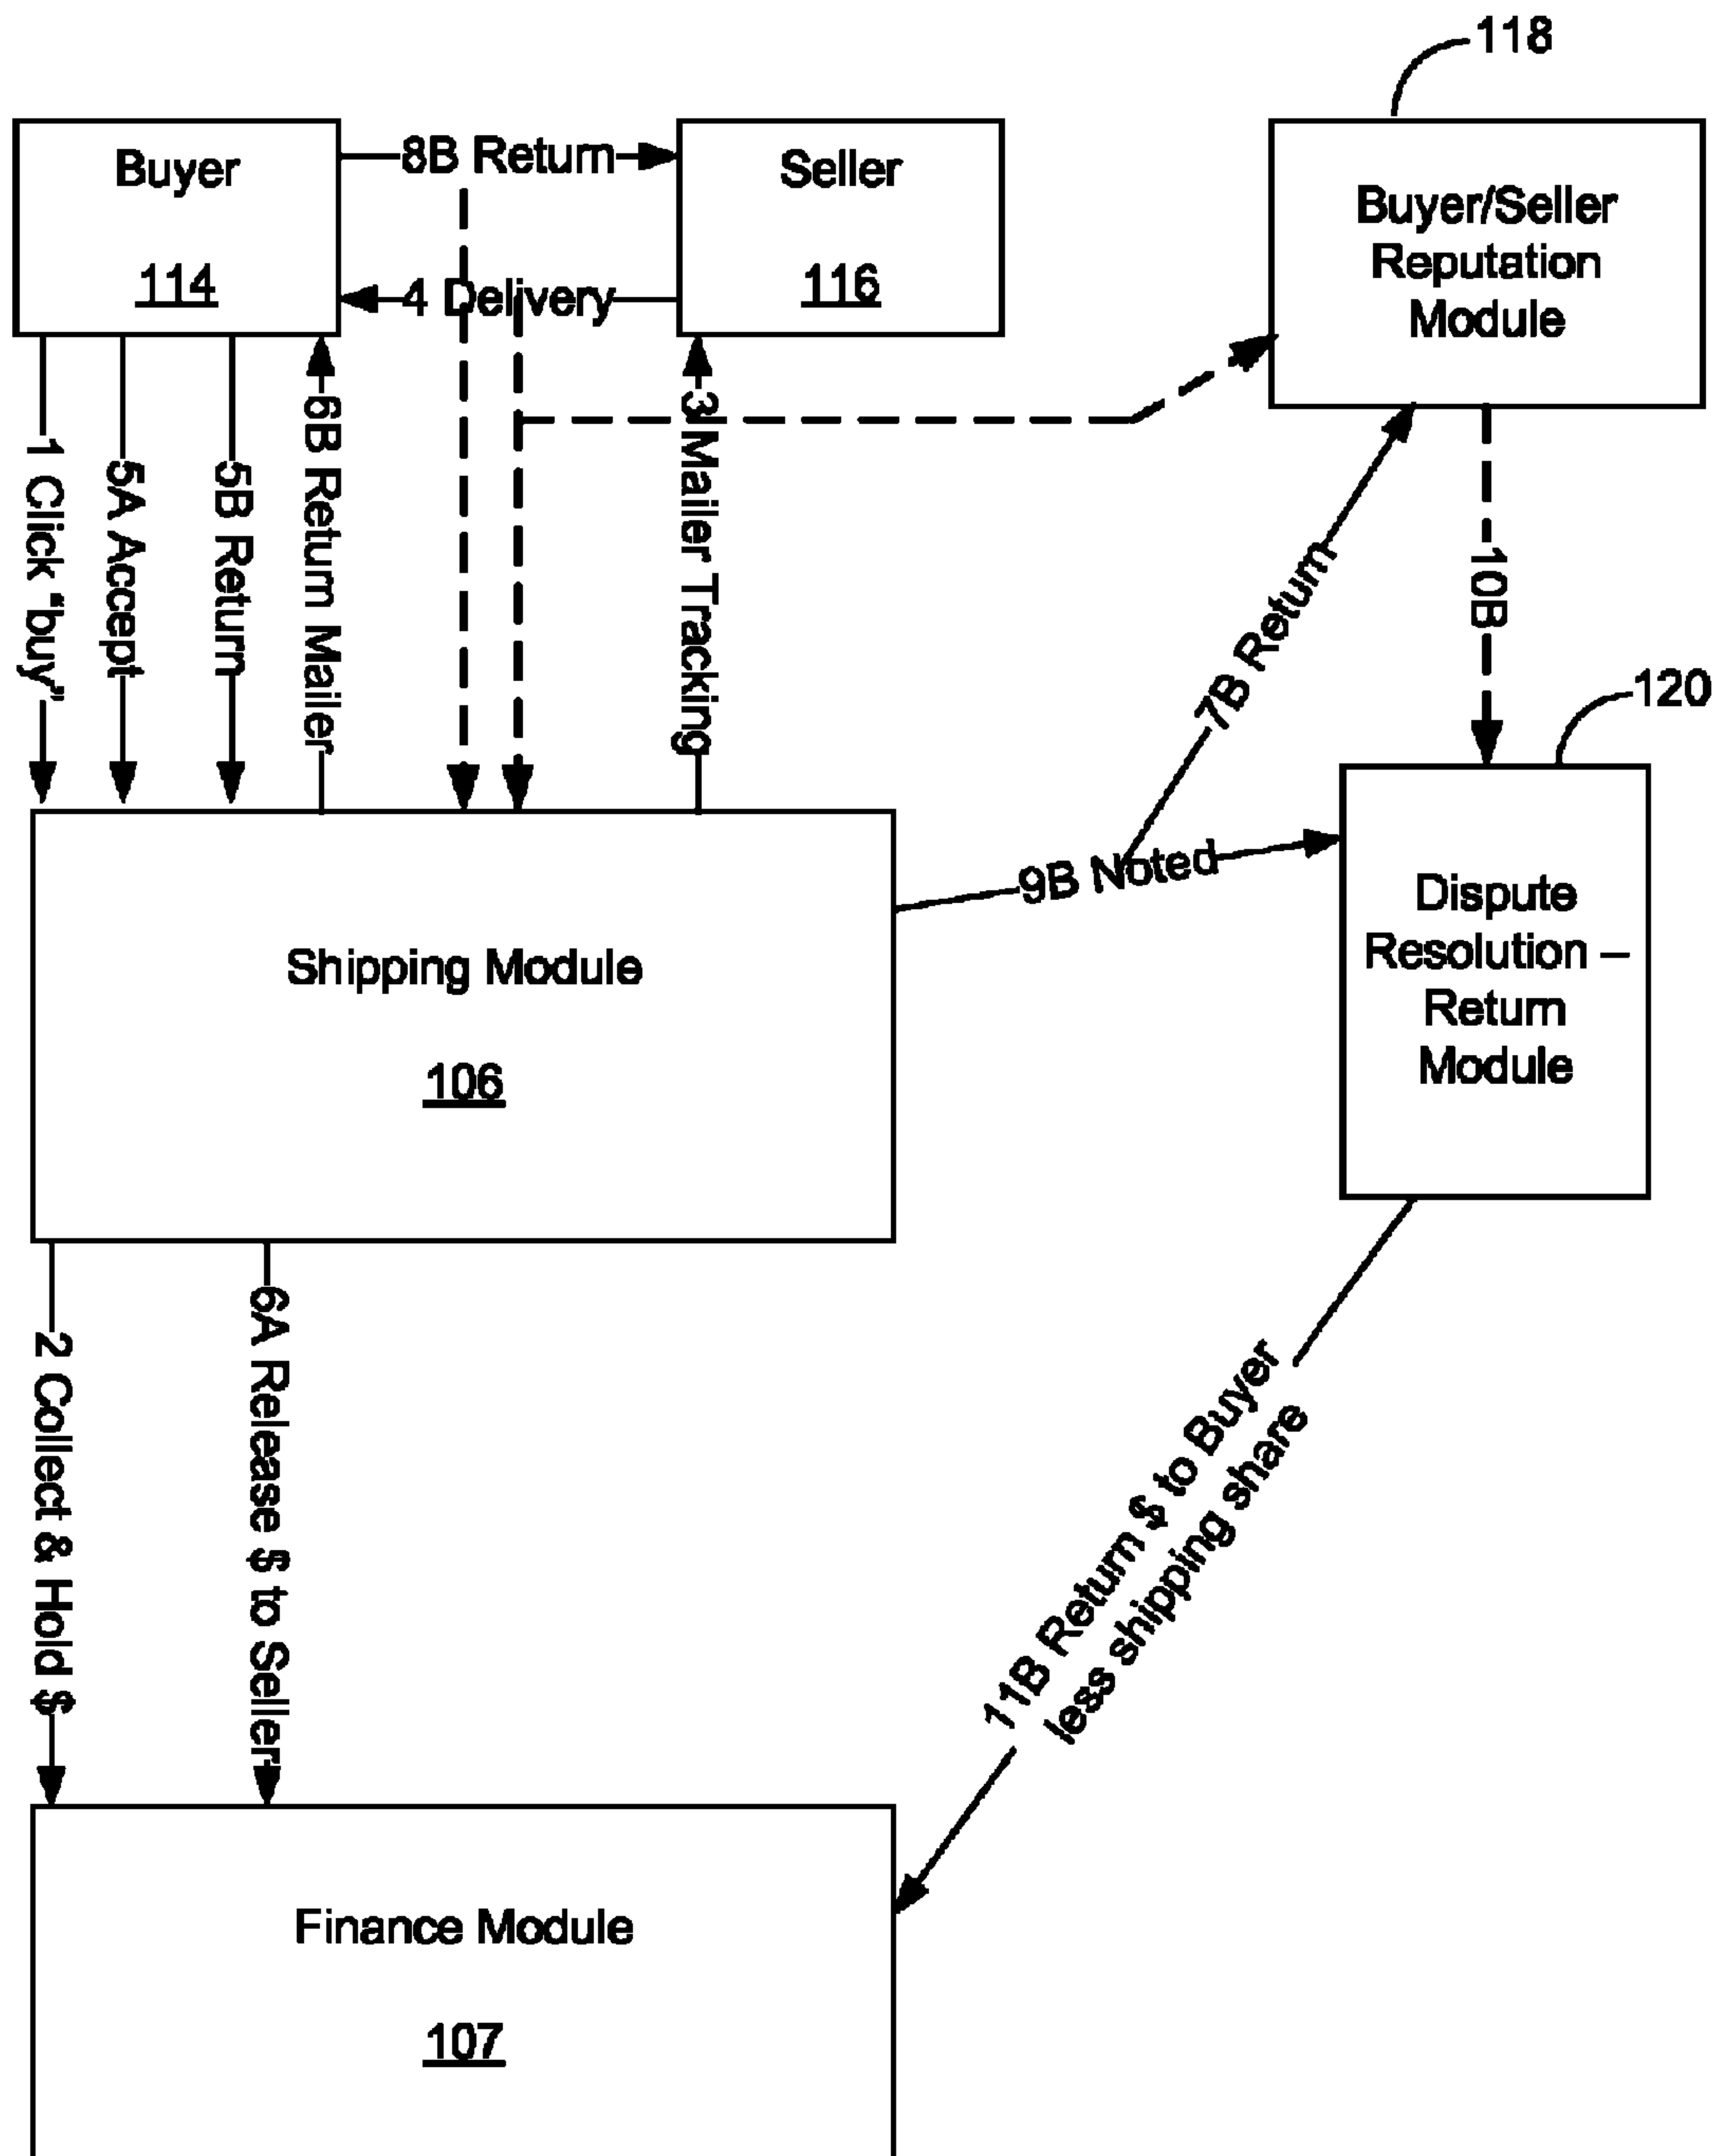 118
Buyer
114
8B Return
4 Delivery
Seller
116
Buyer/Seller
Reputation
Module
1 Click "buy"
5A Accept
5B Return
6B Return Mailer
3 Mailer Tracking
7B Return
10B
120
9B Noted
Shipping Module
106
Dispute
Resolution –
Return
Module
2 Collect & Hold $
6A Release $ to Seller
11B Return $ to Buyer
less shipping share
Finance Module
107